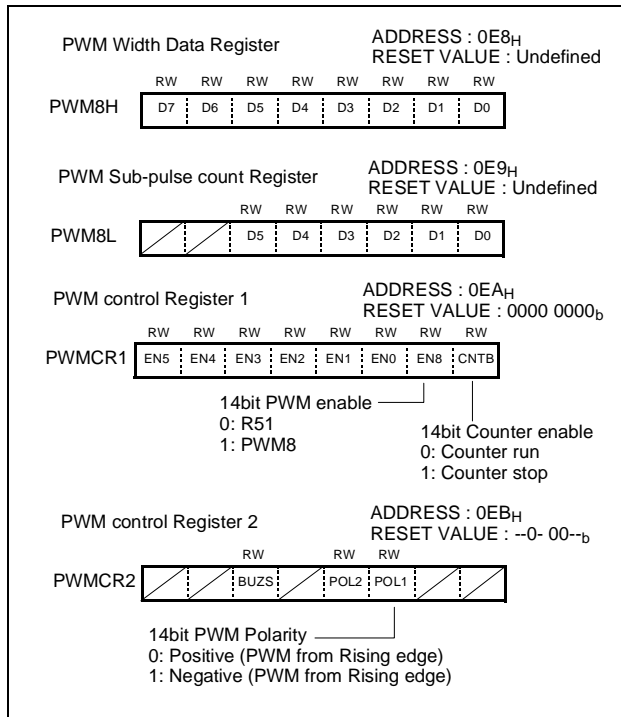 PWM Width Data Register
ADDRESS : 0E8H
RESET VALUE : Undefined
RW RW RW RW RW RW RW RW
PWM8H D7 D6 D5 D4 D3 D2 D1 D0
PWM Sub-pulse count Register
ADDRESS : 0E9H
RESET VALUE : Undefined
RW RW RW RW RW RW
PWM8L D5 D4 D3 D2 D1 D0
PWM control Register 1
ADDRESS : 0EAH
RESET VALUE : 0000 0000b
RW RW RW RW RW RW RW RW
PWMCR1 EN5 EN4 EN3 EN2 EN1 EN0 EN8 CNTB
14bit PWM enable
0: R51
1: PWM8
14bit Counter enable
0: Counter run
1: Counter stop
PWM control Register 2
ADDRESS : 0EBH
RESET VALUE : --0- 00--b
RW RW RW
PWMCR2 BUZS POL2 POL1
14bit PWM Polarity
0: Positive (PWM from Rising edge)
1: Negative (PWM from Rising edge)